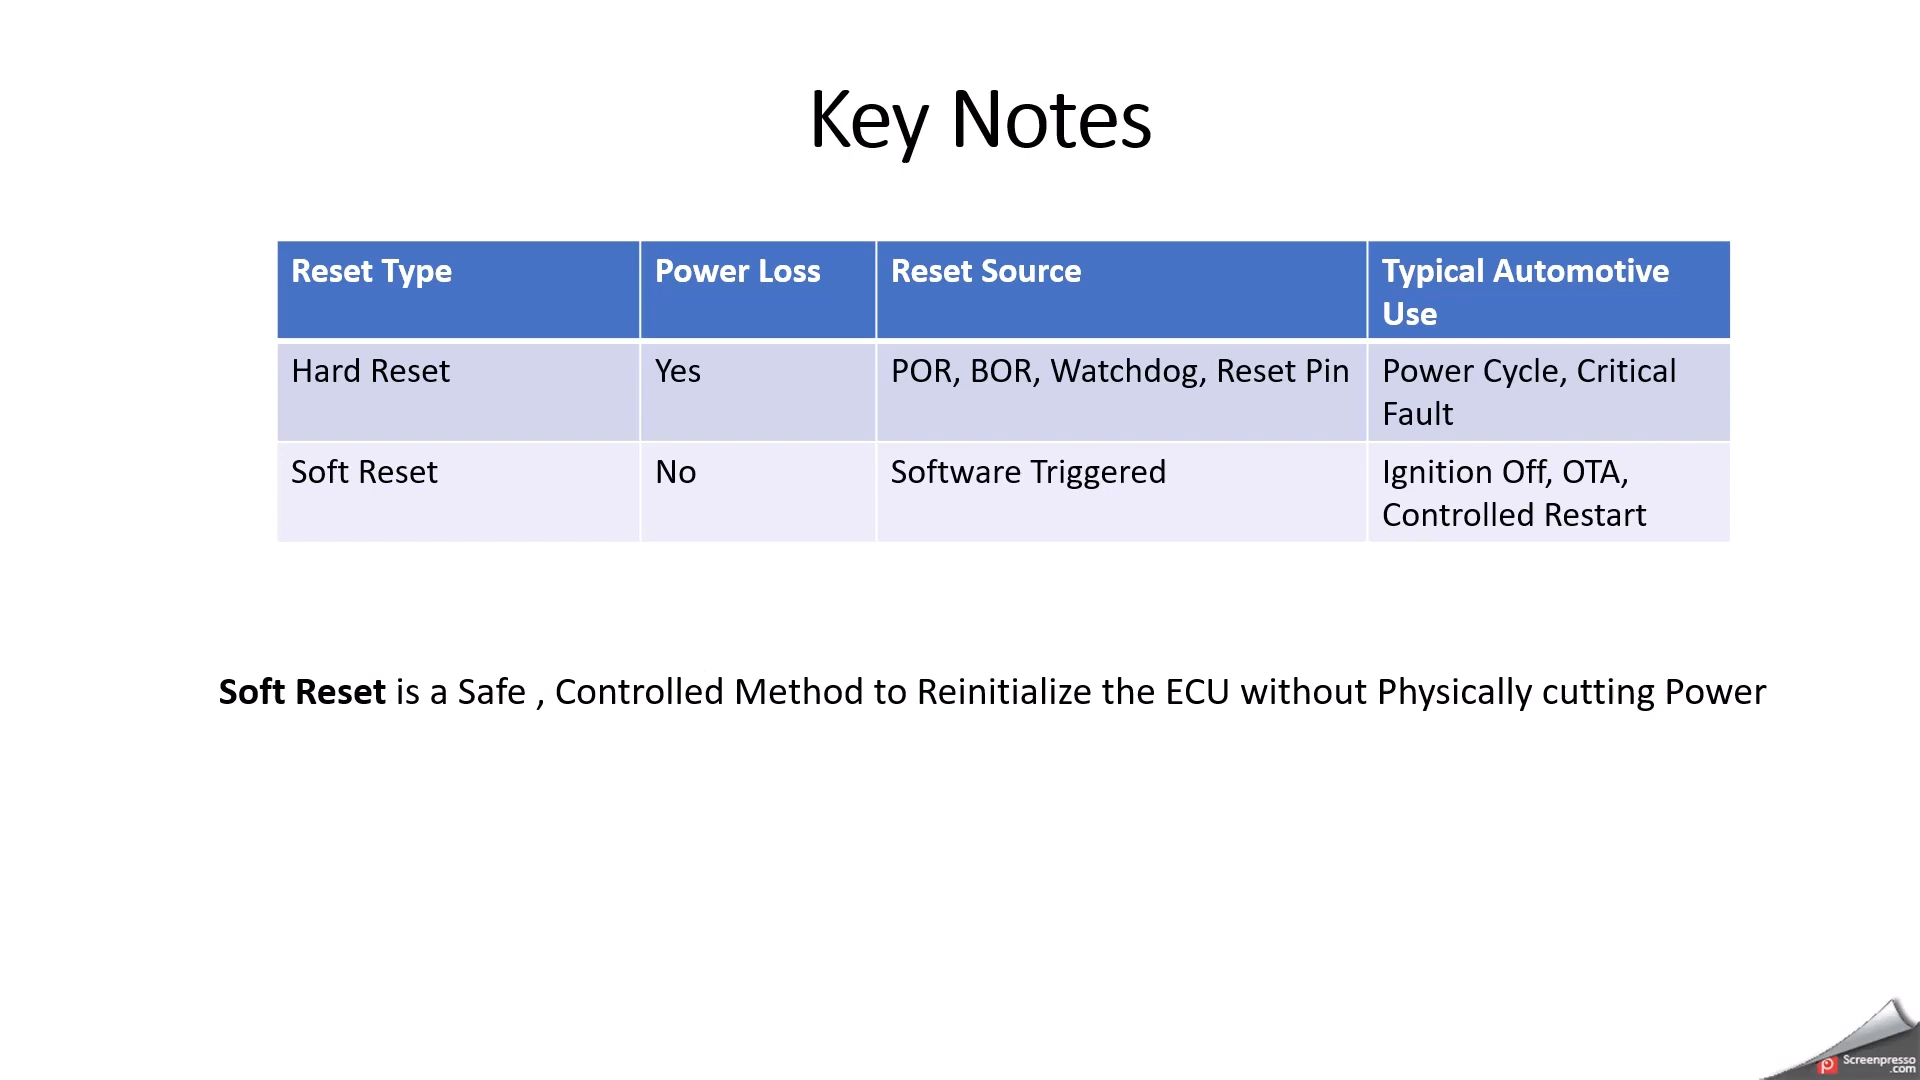 Key Notes
Reset Type
Power Loss
Reset Source
Typical Automotive
Use
Hard Reset
Yes
POR, BOR, Watchdog, Reset Pin
Power Cycle, Critical
Fault
Soft Reset
No
Software Triggered
Ignition Off, OTA,
Controlled Restart
Soft Reset is a Safe , Controlled Method to Reinitialize the ECU without Physically cutting Power
Screenpresso
.com